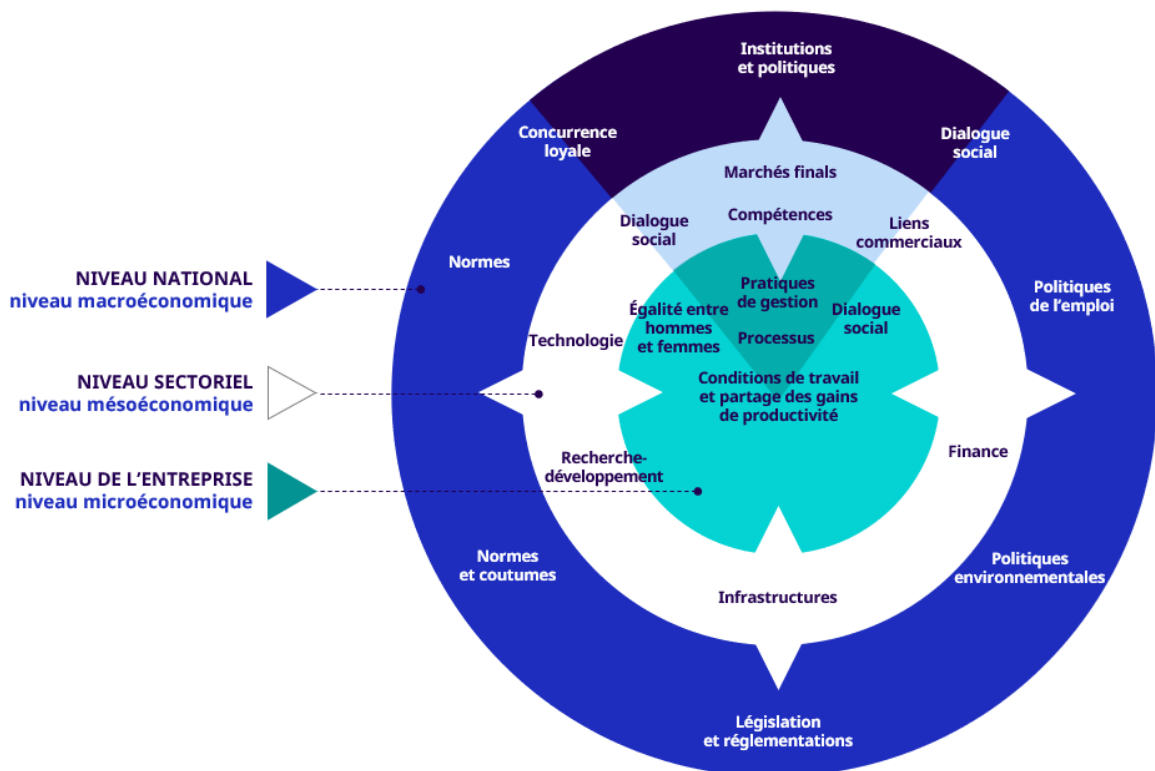 Institutions
et politiques
Concurrence
loyale
Dialogue
social
Marchés finals
Compétences
Dialogue
social
Liens
commerciaux
Normes
NIVEAU NATIONAL
niveau macroéconomique
Pratiques
de gestion
Politiques
de l’emploi
Égalité entre
hommes
et femmes
Dialogue
social
Technologie
Processus
NIVEAU SECTORIEL
niveau mésoéconomique
Conditions de travail
et partage des gains
de productivité
Recherche-
développement
Finance
NIVEAU DE L’ENTREPRISE
niveau microéconomique
Normes
et coutumes
Politiques
environnementales
Infrastructures
Législation
et réglementations